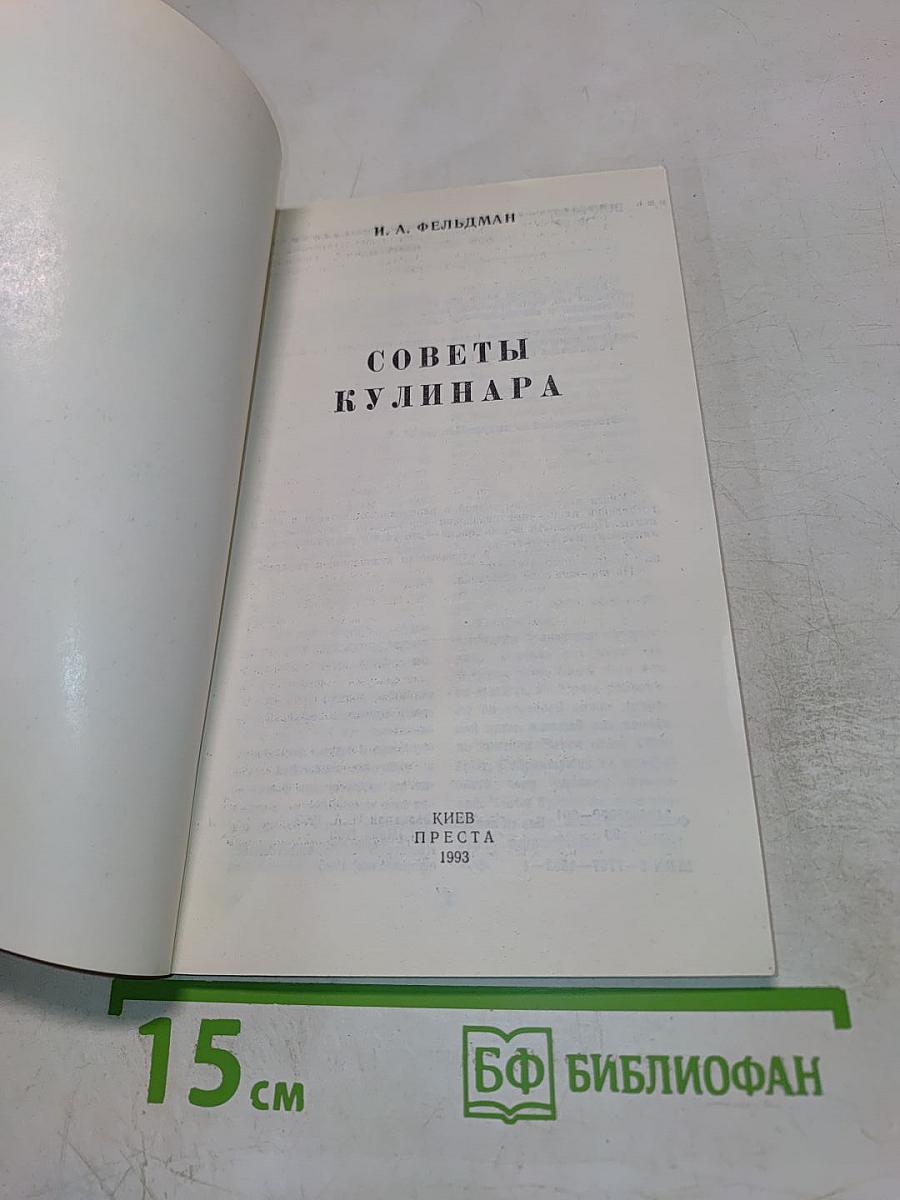 И. А. ФЕЛЬДМАН
СОВЕТЫ
КУЛИНАРА
КИЕВ
ПРЕСТА
1993
15 см
БФ БИБЛИОФАН